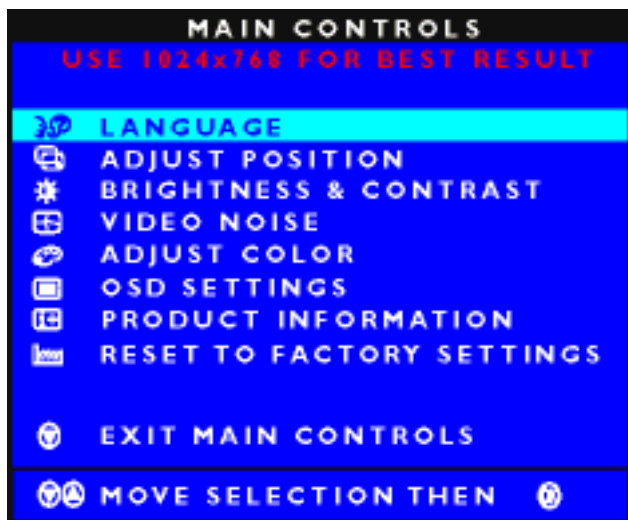 MAIN CONTROLS
USE 1024x768 FOR BEST RESULT
LANGUAGE
ADJUST POSITION
BRIGHTNESS & CONTRAST
VIDEO NOISE
ADJUST COLOR
OSD SETTINGS
PRODUCT INFORMATION
RESET TO FACTORY SETTINGS
EXIT MAIN CONTROLS
MOVE SELECTION THEN